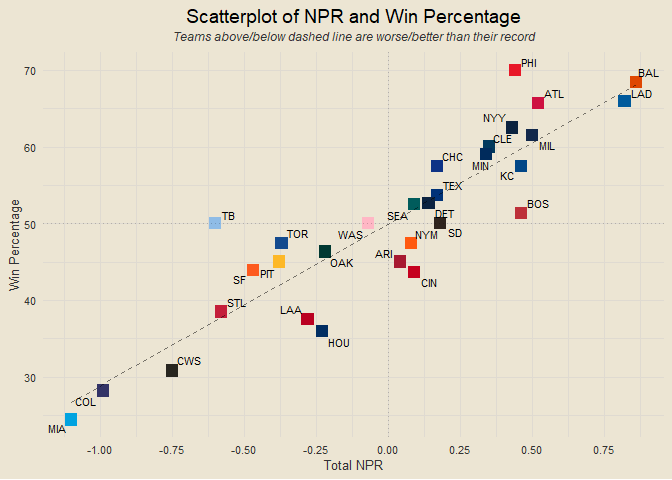 Scatterplot of NPR and Win Percentage
Teams above/below dashed line are worse/better than their record
PHI
BAL
70
ATL
LAD
NYY
CLE
MIL
60
CHC
MIN
KC
TEX
BOS
SEA
DET
TB
50
WAS
SD
TOR
NYM
OAK
ARI
PIT
SF
CIN
Win Percentage
40
STL
LAA
HOU
CWS
30
COL
MIA
-1.00
-0.75
-0.50
-0.25
0.00
0.25
0.50
0.75
Total NPR